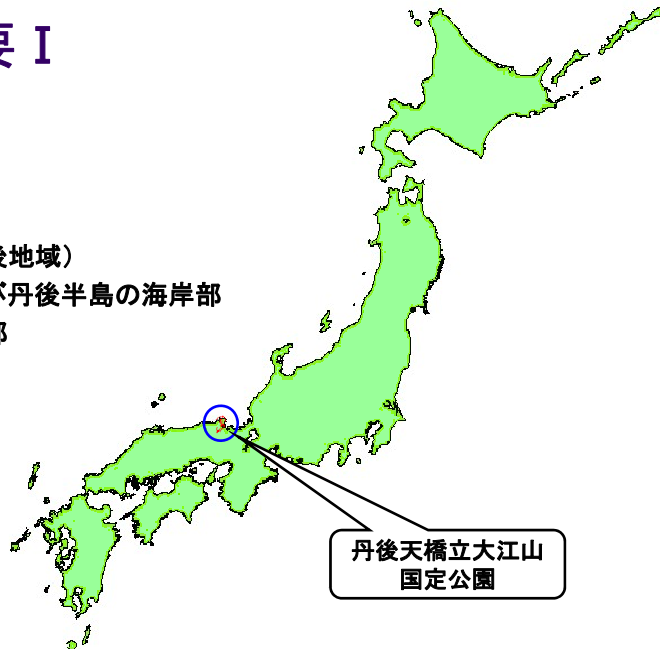 要Ⅰ
後地域）
が丹後半島の海岸部
部
丹後天橋立大江山
国定公園